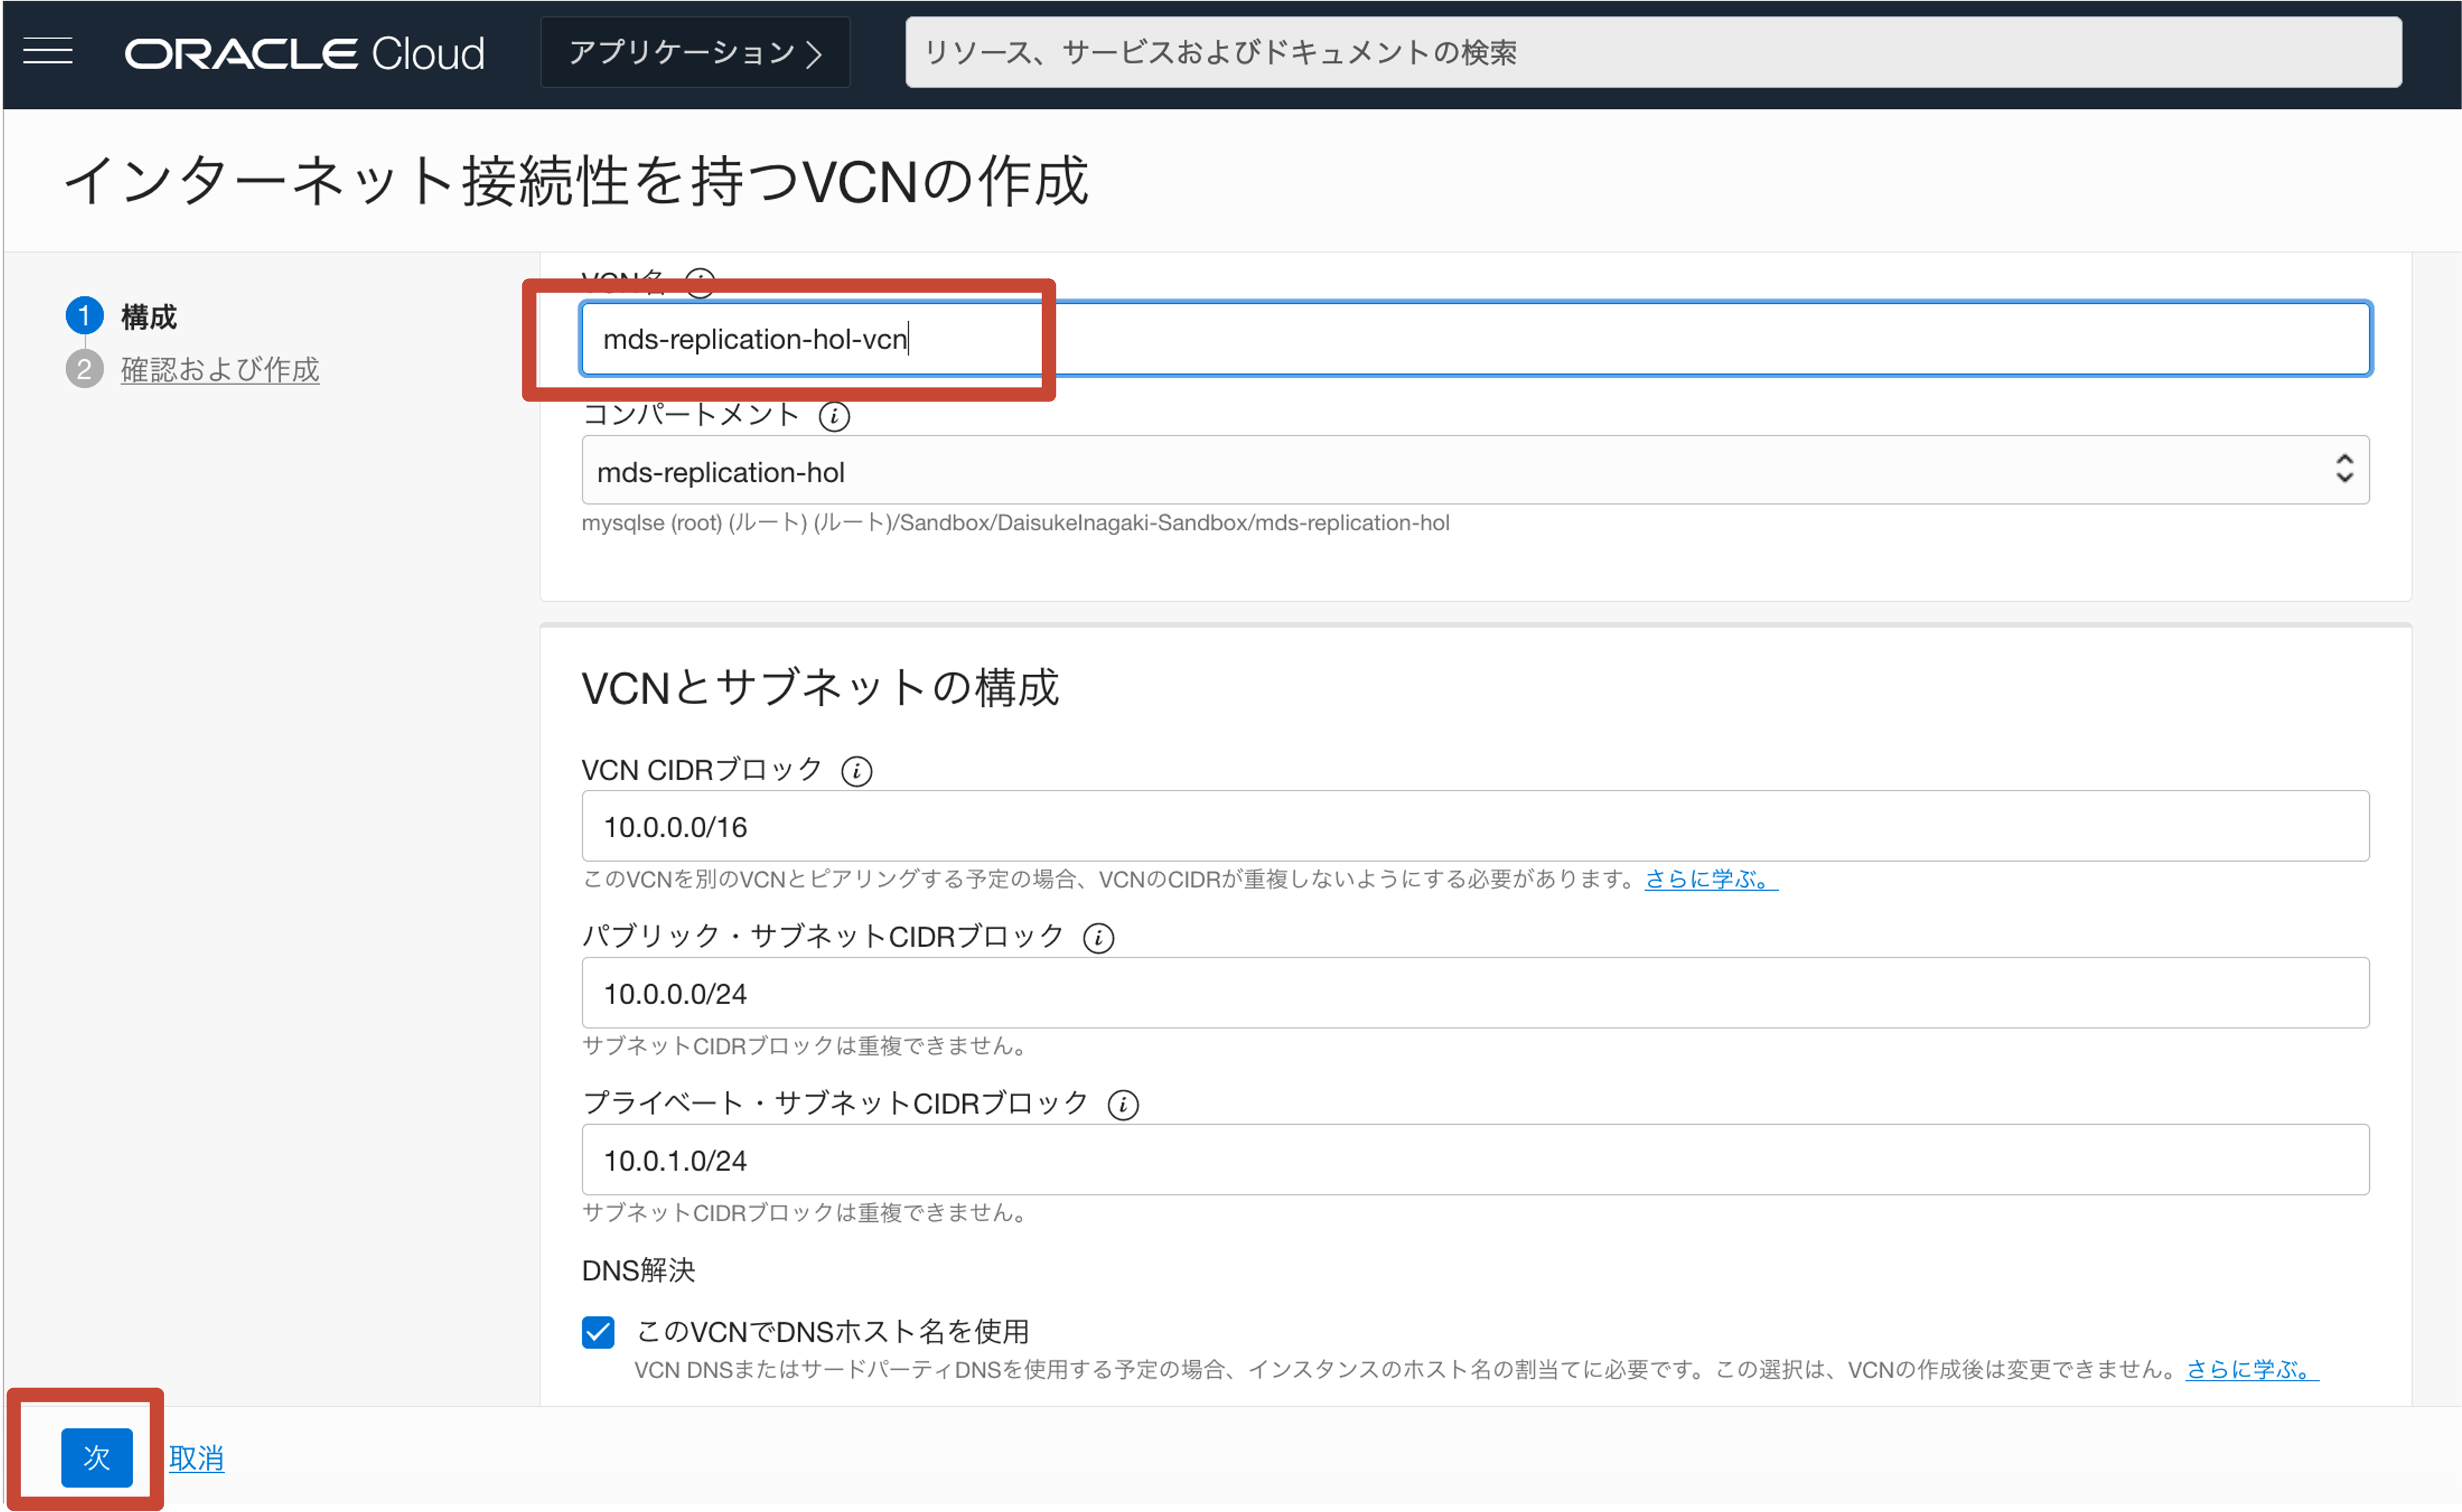 ORACLE Cloud
アプリケーション
リソース、サービスおよびドキュメントの検索
インターネット接続性を持つVCNの作成
1 構成
2 確認および作成
VCN名
mds-replication-hol-vcn
コンパートメント
mds-replication-hol
mysqlse (root) (ルート) (ルート)/Sandbox/DaisukeInagaki-Sandbox/mds-replication-hol
VCNとサブネットの構成
VCN CIDRブロック
10.0.0.0/16
このVCNを別のVCNとピアリングする予定の場合、VCNのCIDRが重複しないようにする必要があります。さらに学ぶ。
パブリック・サブネットCIDRブロック
10.0.0.0/24
サブネットCIDRブロックは重複できません。
プライベート・サブネットCIDRブロック
10.0.1.0/24
サブネットCIDRブロックは重複できません。
DNS解決
このVCNでDNSホスト名を使用
VCN DNSまたはサードパーティDNSを使用する予定の場合、インスタンスのホスト名の割当てに必要です。この選択は、VCNの作成後は変更できません。さらに学ぶ。
次 取消